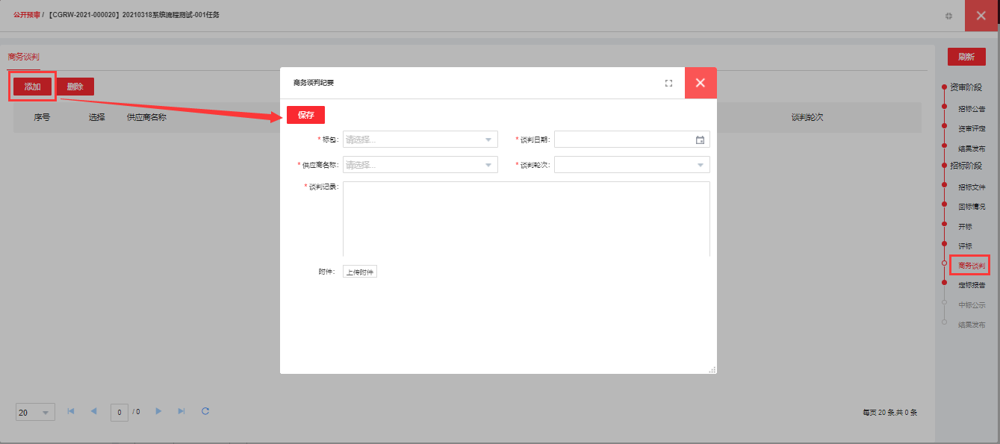 公开预审 / 【CGRW-2021-000020】20210318系统流程测试-001任务
商务谈判
刷新
添加
删除
序号 选择 供应商名称 谈判轮次
商务谈判纪要
保存
* 标包: 请选择...
* 谈判日期:
* 供应商名称: 请选择...
* 谈判轮次:
* 谈判记录:
附件: 上传附件
资审阶段
招标公告
资审评定
结果发布
招标阶段
招标文件
回标情况
开标
评标
商务谈判
定标报告
中标公示
结果发布
20 0 / 0
每页 20 条,共 0 条